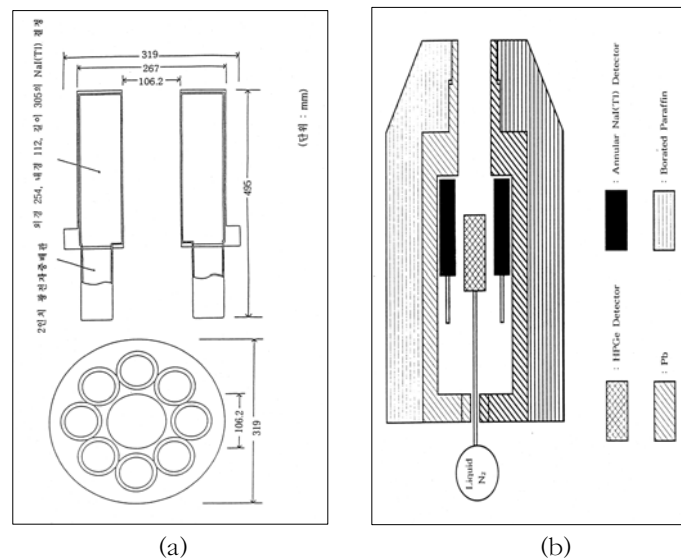 319
267
106.2
495
외경 254, 내경 112, 길이 305의 NaI(Tl) 결정
2인치 광전자증배관
(단위 : mm)
106.2
319
(a)
: Annular NaI(Tl) Detector
: Borated Paraffin
: HPGe Detector
: Pb
Liquid
N₂
(b)